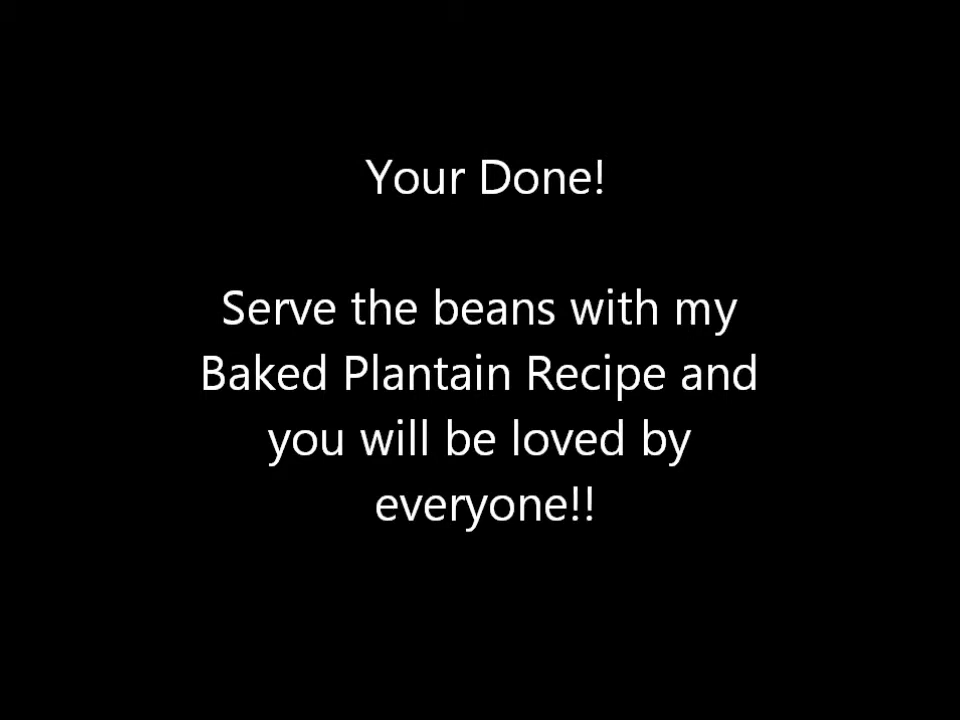 Your Done!
Serve the beans with my
Baked Plantain Recipe and
you will be loved by
everyone!!